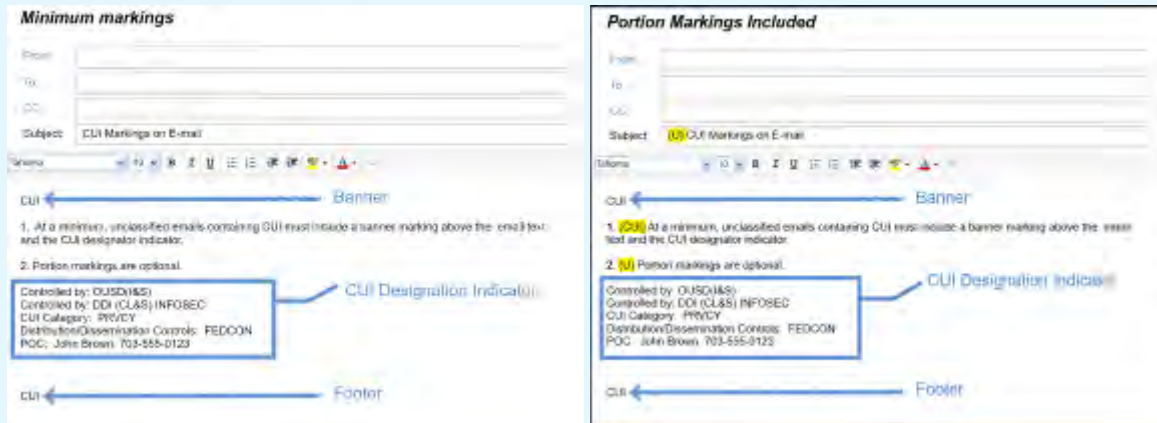 Minimum markings
From
To
CC
Subject CUI Markings on E-mail
Tahoma 10 B I U
CUI Banner
1. At a minimum, unclassified emails containing CUI must include a banner marking above the email text
and the CUI designator indicator.
2. Portion markings are optional.
Controlled by: OUSD(I&S)
Controlled by: DDI (CL&S) INFOSEC
CUI Category: PRVCY
Distribution/Dissemination Controls: FEDCON
POC: John Brown, 703-555-0123
CUI Designation Indicator
CUI Footer
Portion Markings Included
From
To
CC
Subject (U) CUI Markings on E-mail
Tahoma 10 B I U
CUI Banner
1. (CUI) At a minimum, unclassified emails containing CUI must include a banner marking above the email
text and the CUI designator indicator.
2. (U) Portion markings are optional.
Controlled by: OUSD(I&S)
Controlled by: DDI (CL&S) INFOSEC
CUI Category: PRVCY
Distribution/Dissemination Controls: FEDCON
POC: John Brown, 703-555-0123
CUI Designation Indicator
CUI Footer